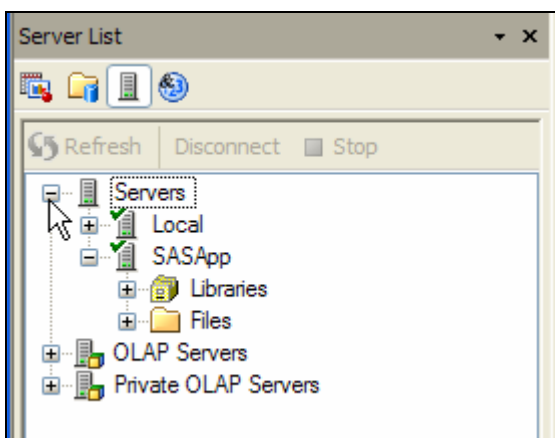 Server List
Refresh Disconnect Stop
Servers
Local
SASApp
Libraries
Files
OLAP Servers
Private OLAP Servers